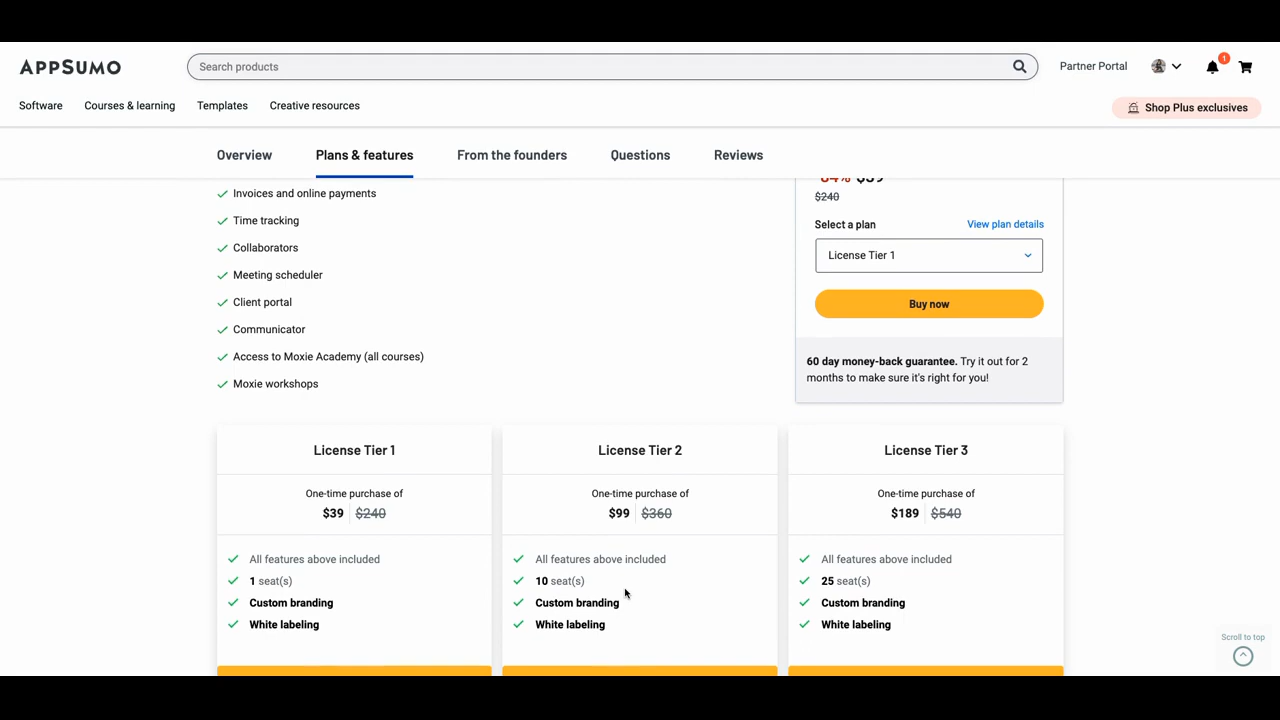 APPSUMO
Search products
Partner Portal
1
Software
Courses & learning
Templates
Creative resources
Shop Plus exclusives
Overview
Plans & features
From the founders
Questions
Reviews
Invoices and online payments
Time tracking
Collaborators
Meeting scheduler
Client portal
Communicator
Access to Moxie Academy (all courses)
Moxie workshops
$39
$240
Select a plan
View plan details
License Tier 1
Buy now
60 day money-back guarantee. Try it out for 2
months to make sure it's right for you!
License Tier 1
One-time purchase of
$39 $240
All features above included
1 seat(s)
Custom branding
White labeling
License Tier 2
One-time purchase of
$99 $360
All features above included
10 seat(s)
Custom branding
White labeling
License Tier 3
One-time purchase of
$189 $540
All features above included
25 seat(s)
Custom branding
White labeling
Scroll to top